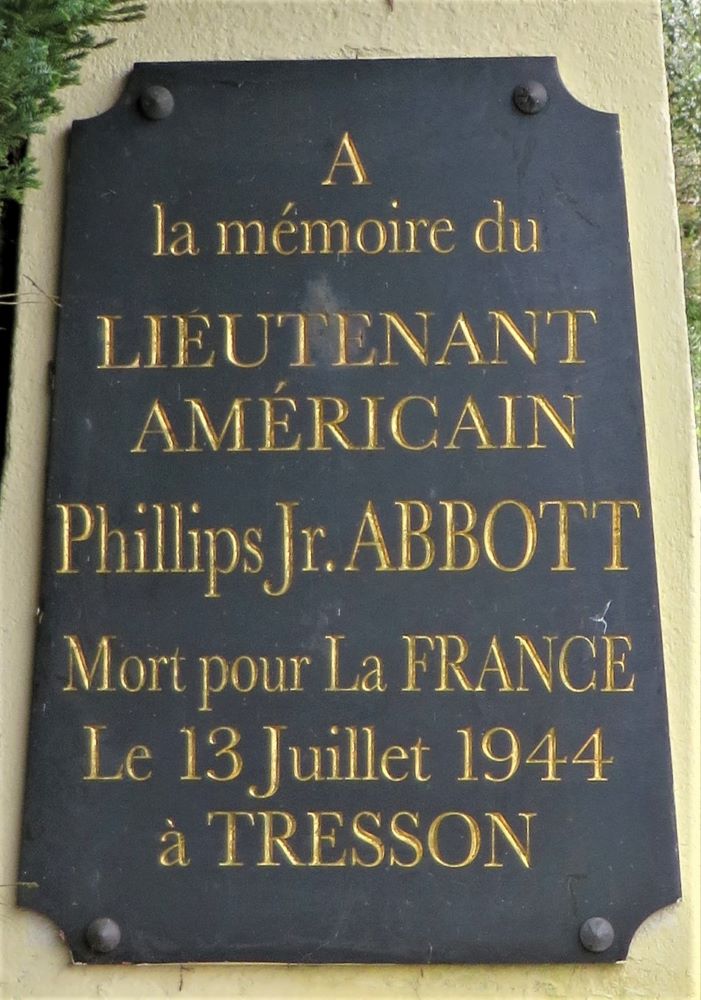 A
la mémoire du
LIÉUTENANT
AMÉRICAIN
Phillips Jr. ABBOTT
Mort pour La FRANCE
Le 13 Juillet 1944
à TRESSON